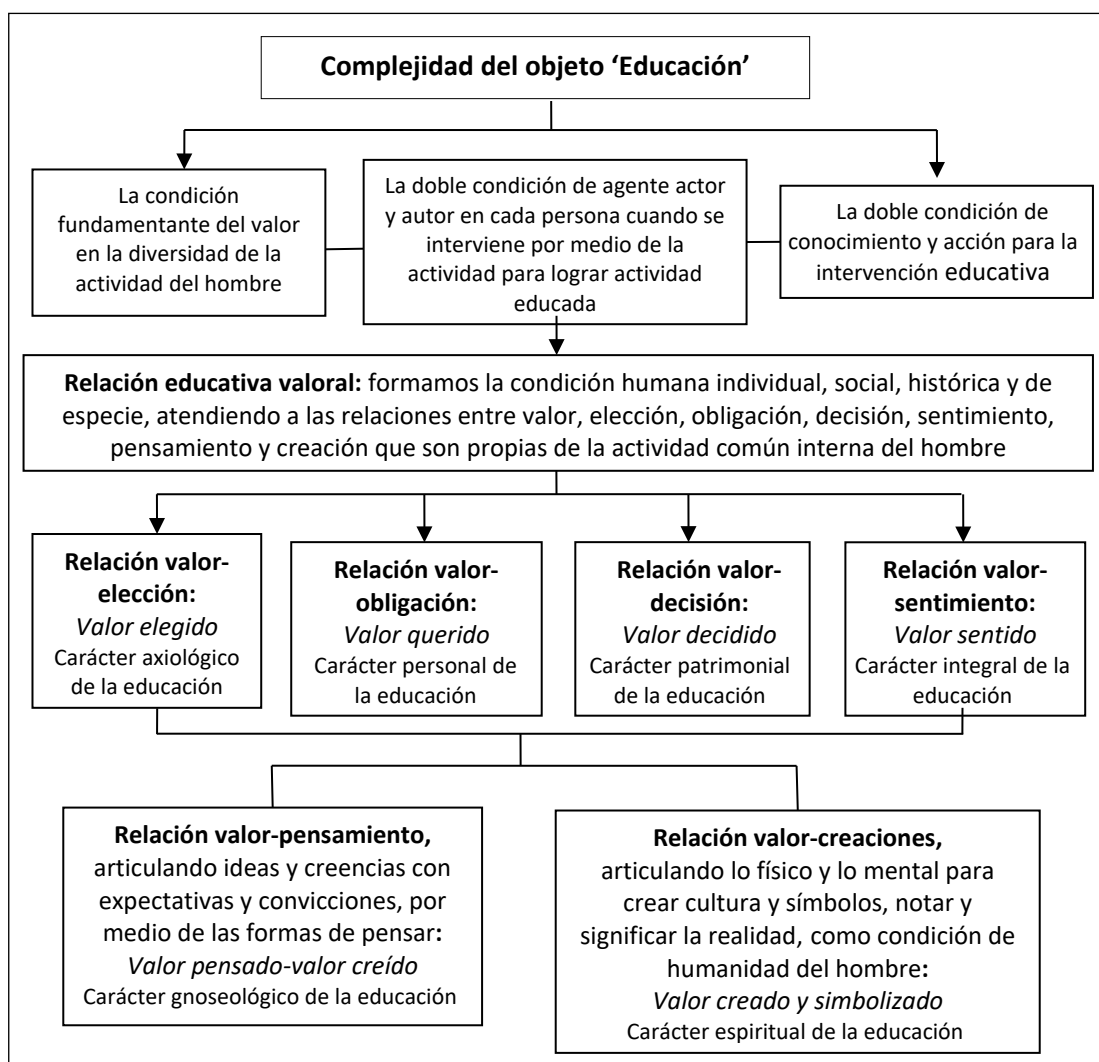 Complejidad del objeto ‘Educación’
La condición
fundamentante del valor
en la diversidad de la
actividad del hombre
La doble condición de agente actor
y autor en cada persona cuando se
interviene por medio de la
actividad para lograr actividad
educada
La doble condición de
conocimiento y acción para la
intervención educativa
Relación educativa valoral: formamos la condición humana individual, social, histórica y de
especie, atendiendo a las relaciones entre valor, elección, obligación, decisión, sentimiento,
pensamiento y creación que son propias de la actividad común interna del hombre
Relación valor-
elección:
Valor elegido
Carácter axiológico
de la educación
Relación valor-
obligación:
Valor querido
Carácter personal de
la educación
Relación valor-
decisión:
Valor decidido
Carácter patrimonial
de la educación
Relación valor-
sentimiento:
Valor sentido
Carácter integral de la
educación
Relación valor-pensamiento,
articulando ideas y creencias con
expectativas y convicciones, por
medio de las formas de pensar:
Valor pensado-valor creído
Carácter gnoseológico de la educación
Relación valor-creaciones,
articulando lo físico y lo mental para
crear cultura y símbolos, notar y
significar la realidad, como condición de
humanidad del hombre:
Valor creado y simbolizado
Carácter espiritual de la educación